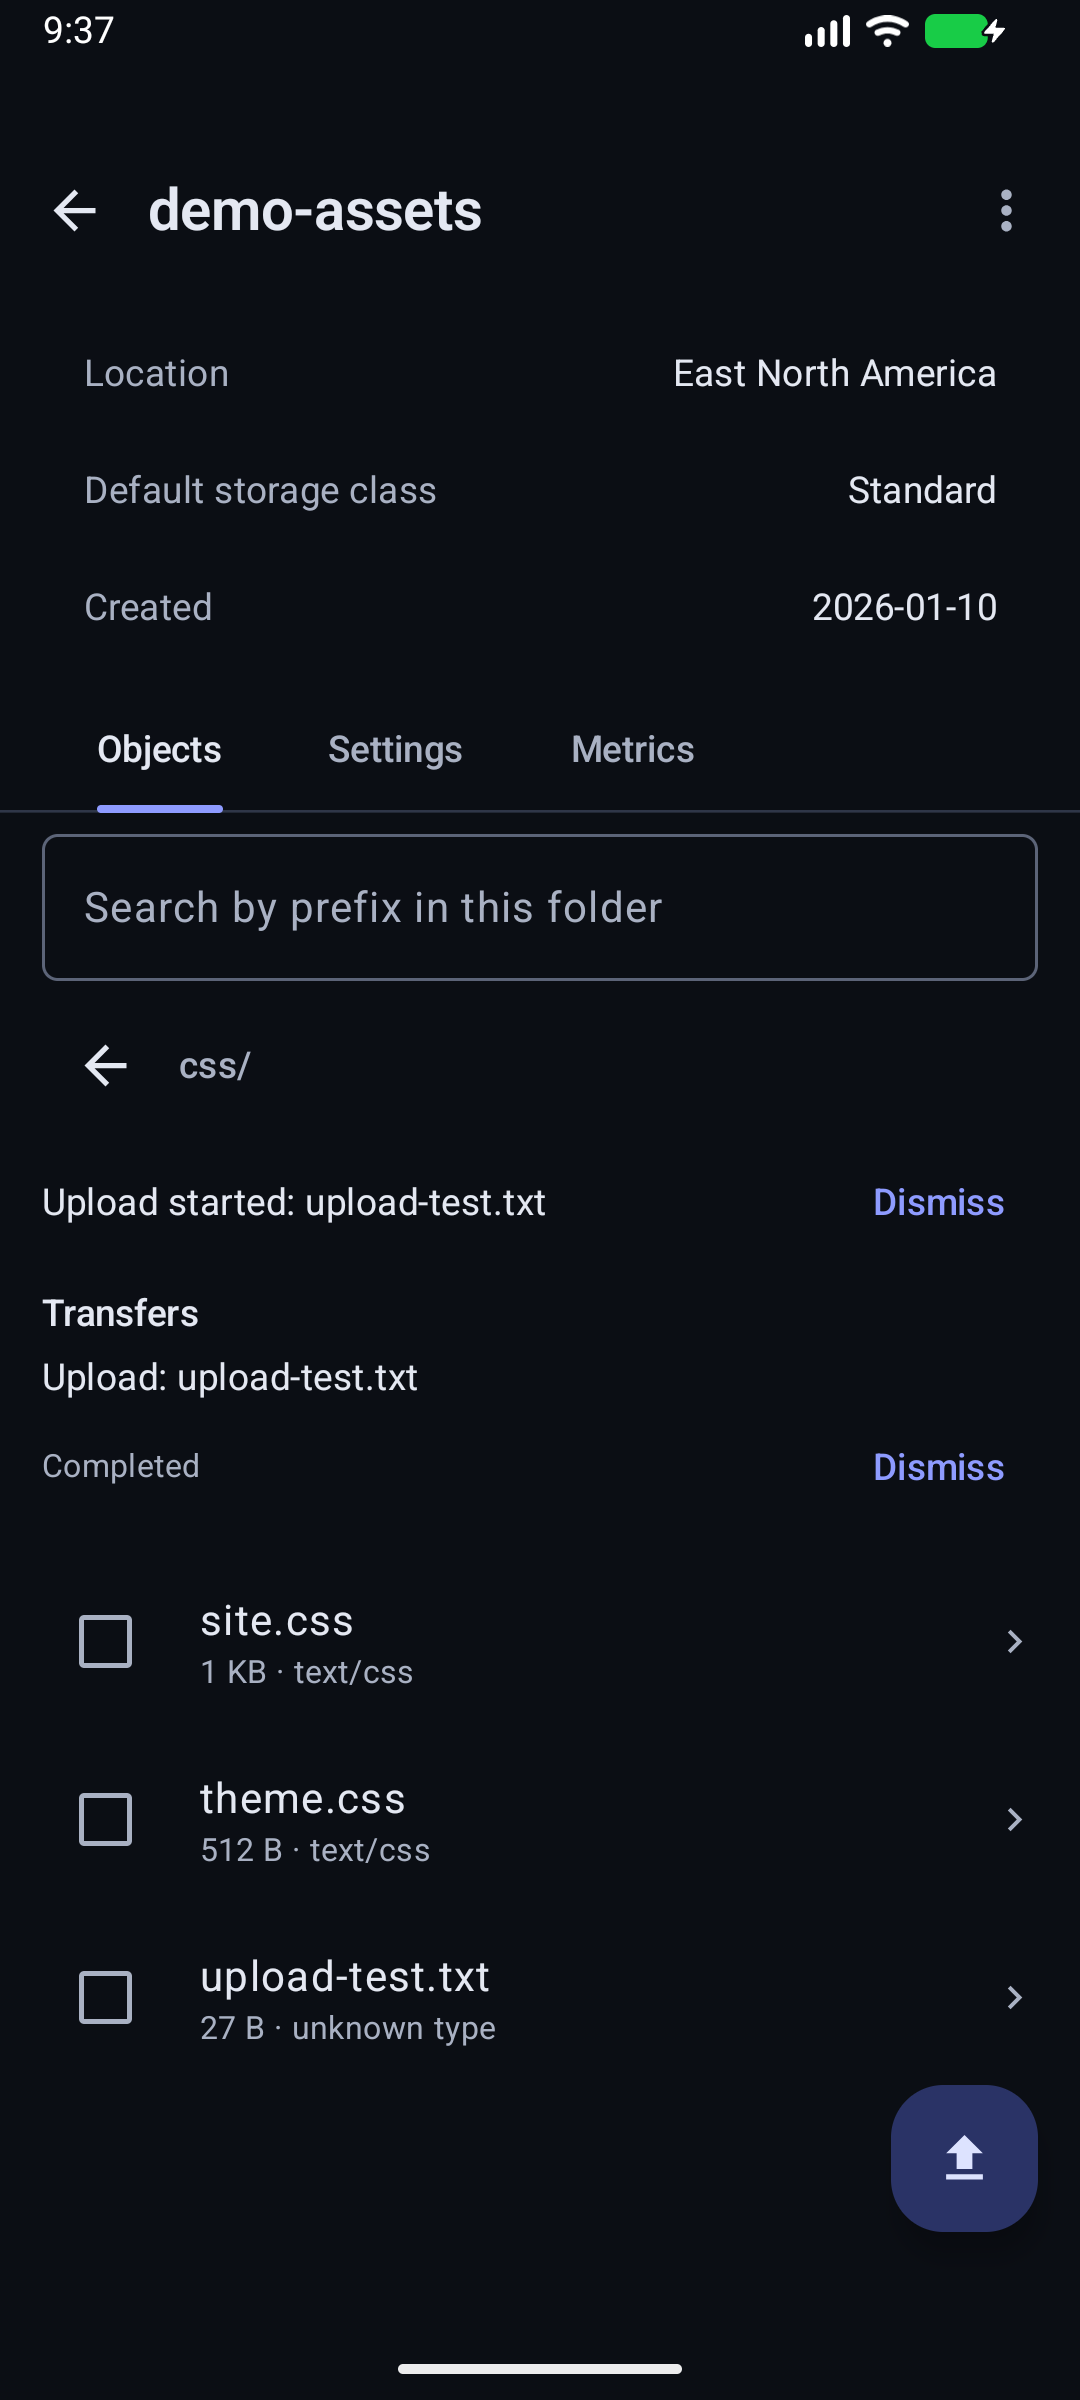 9:37
demo-assets
Location East North America
Default storage class Standard
Created 2026-01-10
Objects Settings Metrics
Search by prefix in this folder
css/
Upload started: upload-test.txt Dismiss
Transfers
Upload: upload-test.txt
Completed Dismiss
site.css
1 KB · text/css
theme.css
512 B · text/css
upload-test.txt
27 B · unknown type